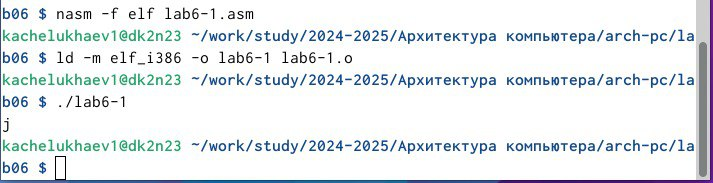 b06 $ nasm -f elf lab6-1.asm
kachelukhaev1@dk2n23 ~/work/study/2024-2025/Архитектура компьютера/arch-pc/la
b06 $ ld -m elf_i386 -o lab6-1 lab6-1.o
kachelukhaev1@dk2n23 ~/work/study/2024-2025/Архитектура компьютера/arch-pc/la
b06 $ ./lab6-1
j
kachelukhaev1@dk2n23 ~/work/study/2024-2025/Архитектура компьютера/arch-pc/la
b06 $